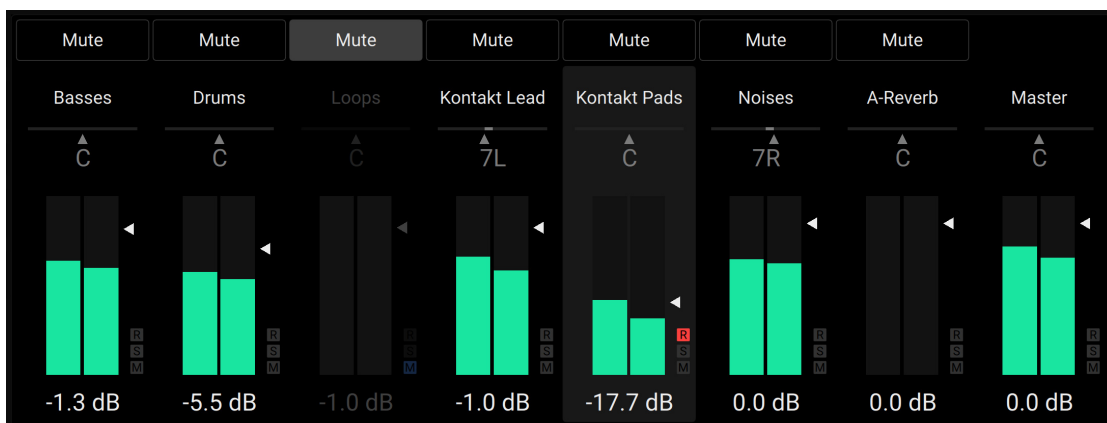 Mute Mute Mute Mute Mute Mute Mute
Basses Drums Loops Kontakt Lead Kontakt Pads Noises A-Reverb Master
C C C 7L C 7R C C
R R R R R R R R
S S S S S S S S
M M M M M M M M
-1.3 dB -5.5 dB -1.0 dB -1.0 dB -17.7 dB 0.0 dB 0.0 dB 0.0 dB